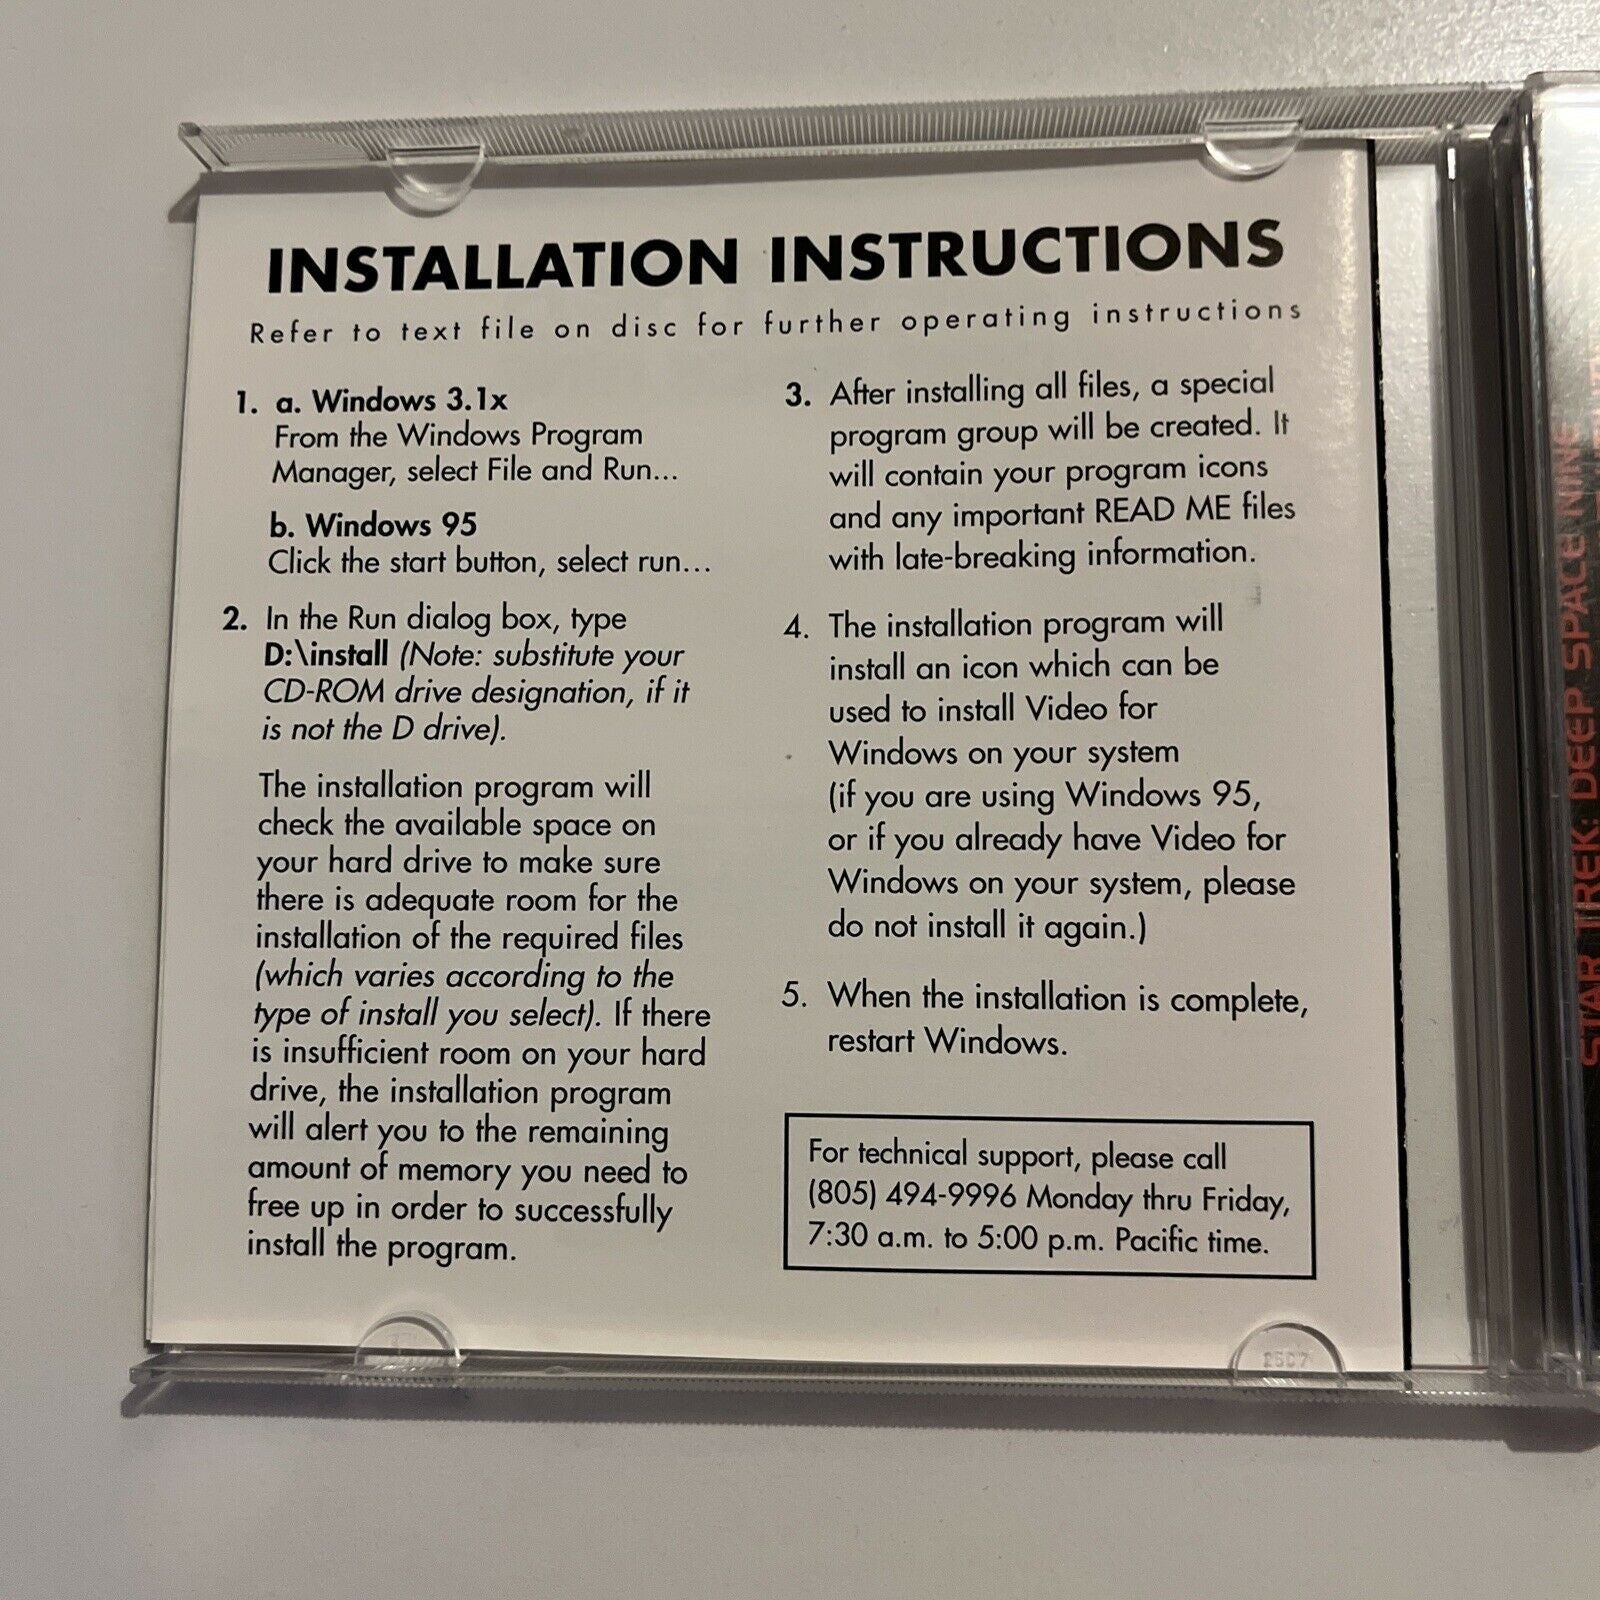 INSTALLATION INSTRUCTIONS
Refer to text file on disc for further operating instructions
1. a. Windows 3.1x
From the Windows Program
Manager, select File and Run...
b. Windows 95
Click the start button, select run...
2. In the Run dialog box, type
D:\install (Note: substitute your
CD-ROM drive designation, if it
is not the D drive).
The installation program will
check the available space on
your hard drive to make sure
there is adequate room for the
installation of the required files
(which varies according to the
type of install you select). If there
is insufficient room on your hard
drive, the installation program
will alert you to the remaining
amount of memory you need to
free up in order to successfully
install the program.
3. After installing all files, a special
program group will be created. It
will contain your program icons
and any important READ ME files
with late-breaking information.
4. The installation program will
install an icon which can be
used to install Video for
Windows on your system
(if you are using Windows 95,
or if you already have Video for
Windows on your system, please
do not install it again.)
5. When the installation is complete,
restart Windows.
For technical support, please call
(805) 494-9996 Monday thru Friday,
7:30 a.m. to 5:00 p.m. Pacific time.
STAR TREK: DEEP SPACE NINE